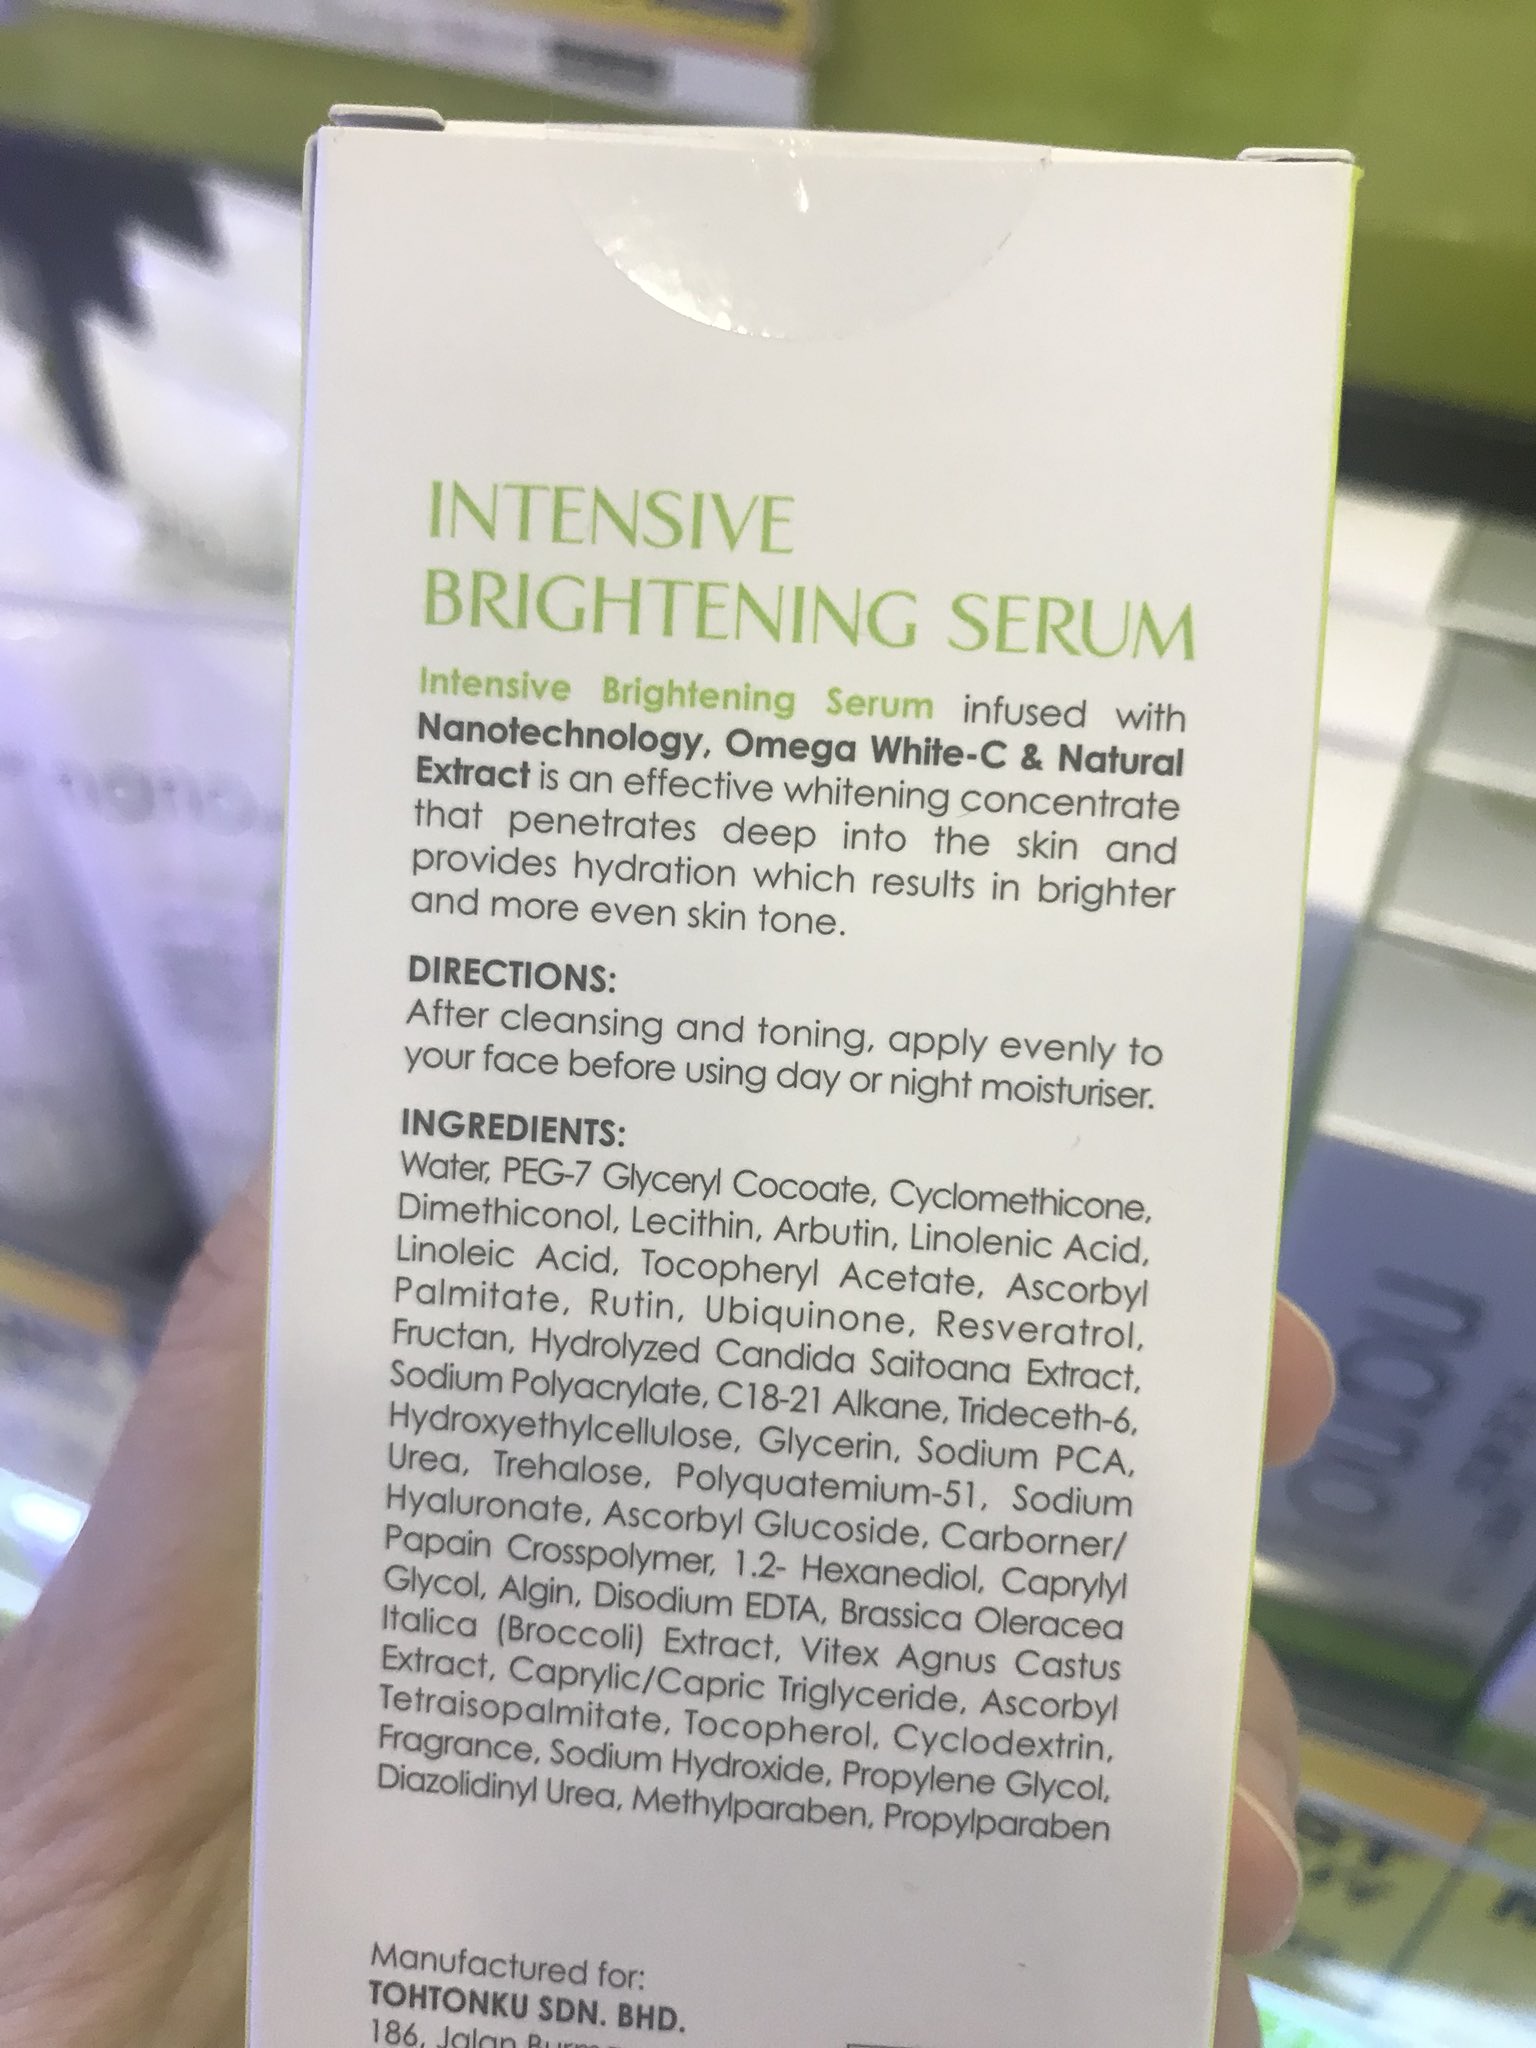 INTENSIVE
BRIGHTENING SERUM
Intensive Brightening Serum infused with
Nanotechnology, Omega White-C & Natural
Extract is an effective whitening concentrate
that penetrates deep into the skin and
provides hydration which results in brighter
and more even skin tone.
DIRECTIONS:
After cleansing and toning, apply evenly to
your face before using day or night moisturiser.
INGREDIENTS:
Water, PEG-7 Glyceryl Cocoate, Cyclomethicone,
Dimethiconol, Lecithin, Arbutin, Linolenic Acid,
Linoleic Acid, Tocopheryl Acetate, Ascorbyl
Palmitate, Rutin, Ubiquinone, Resveratrol,
Fructan, Hydrolyzed Candida Saitoana Extract,
Sodium Polyacrylate, C18-21 Alkane, Trideceth-6,
Hydroxyethylcellulose, Glycerin, Sodium PCA,
Urea, Trehalose, Polyquatemium-51, Sodium
Hyaluronate, Ascorbyl Glucoside, Carborner/
Papain Crosspolymer, 1.2- Hexanediol, Caprylyl
Glycol, Algin, Disodium EDTA, Brassica Oleracea
Italica (Broccoli) Extract, Vitex Agnus Castus
Extract, Caprylic/Capric Triglyceride, Ascorbyl
Tetraisopalmitate, Tocopherol, Cyclodextrin,
Fragrance, Sodium Hydroxide, Propylene Glycol,
Diazolidinyl Urea, Methylparaben, Propylparaben
Manufactured for:
TOHTONKU SDN. BHD.
186, Jalan
nano